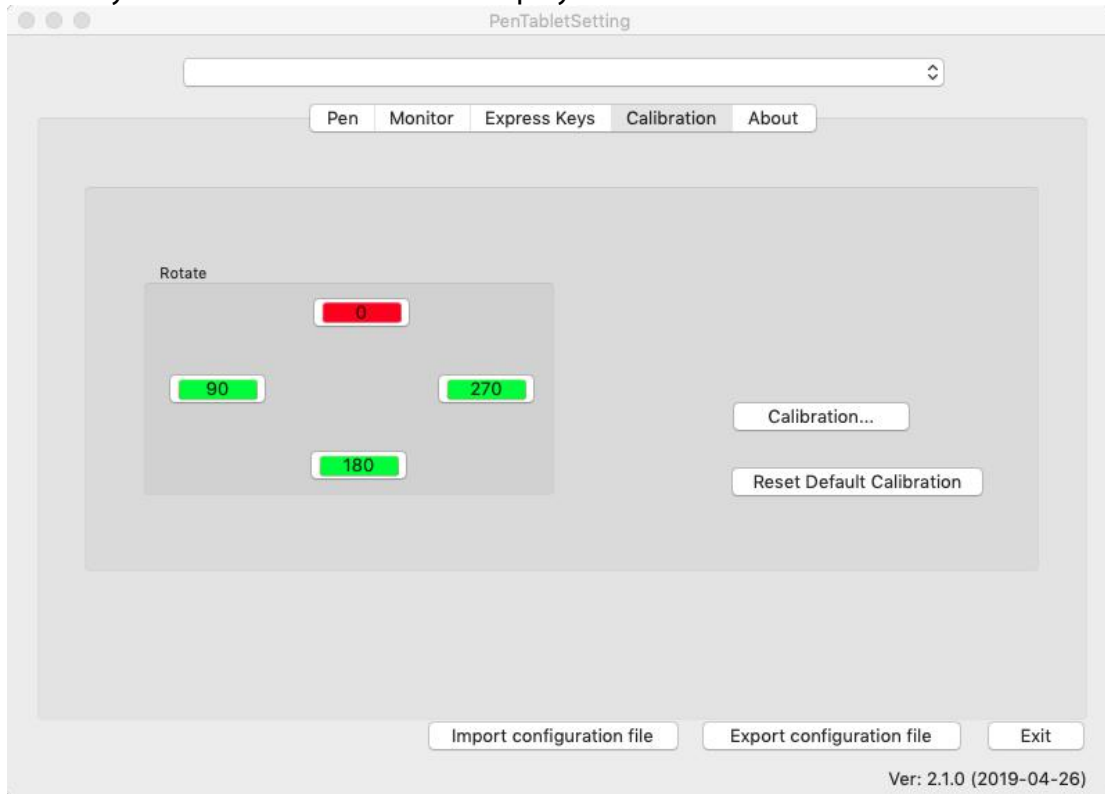 PenTabletSetting
Pen Monitor Express Keys Calibration About
Rotate
0
90 270
Calibration...
180
Reset Default Calibration
Import configuration file Export configuration file Exit
Ver: 2.1.0 (2019-04-26)